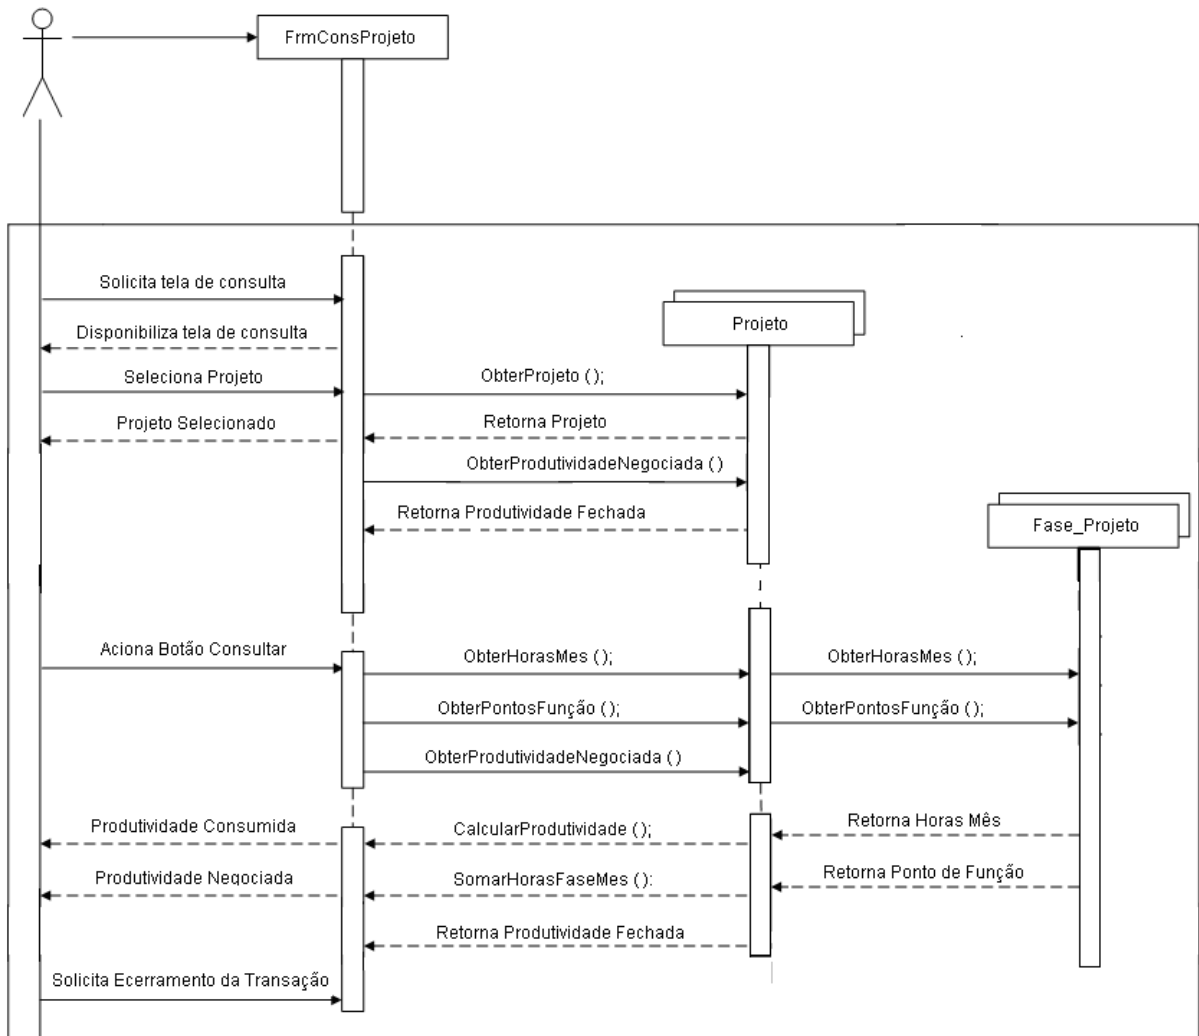 FrmConsProjeto
Solicita tela de consulta
Projeto
Disponibiliza tela de consulta
Seleciona Projeto
ObterProjeto ();
Projeto Selecionado
Retorna Projeto
ObterProdutividadeNegociada ()
Retorna Produtividade Fechada
Fase_Projeto
Aciona Botão Consultar
ObterHorasMes ();
ObterHorasMes ();
ObterPontosFunção ();
ObterPontosFunção ();
ObterProdutividadeNegociada ()
Produtividade Consumida
CalcularProdutividade ();
Retorna Horas Mês
Produtividade Negociada
SomarHorasFaseMes ():
Retorna Ponto de Função
Retorna Produtividade Fechada
Solicita Ecerramento da Transação